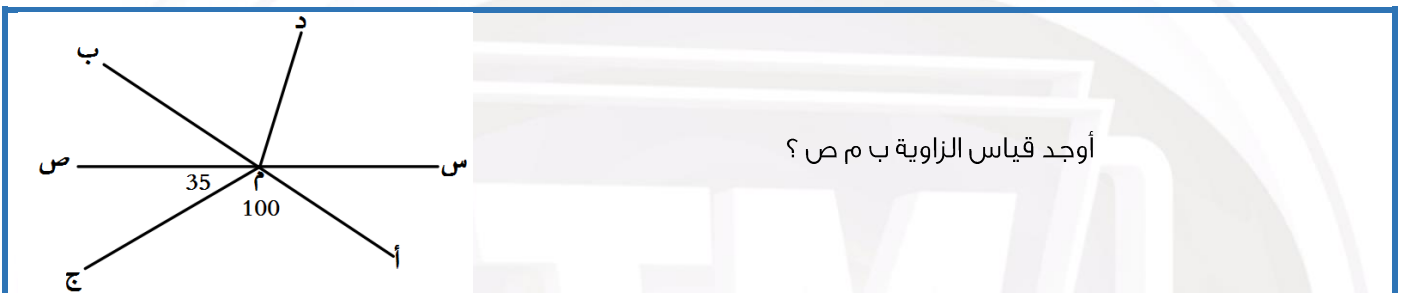 أوجد قياس الزاوية ب م ص ؟
د
ب
ص
س
35
م
100
أ
ج